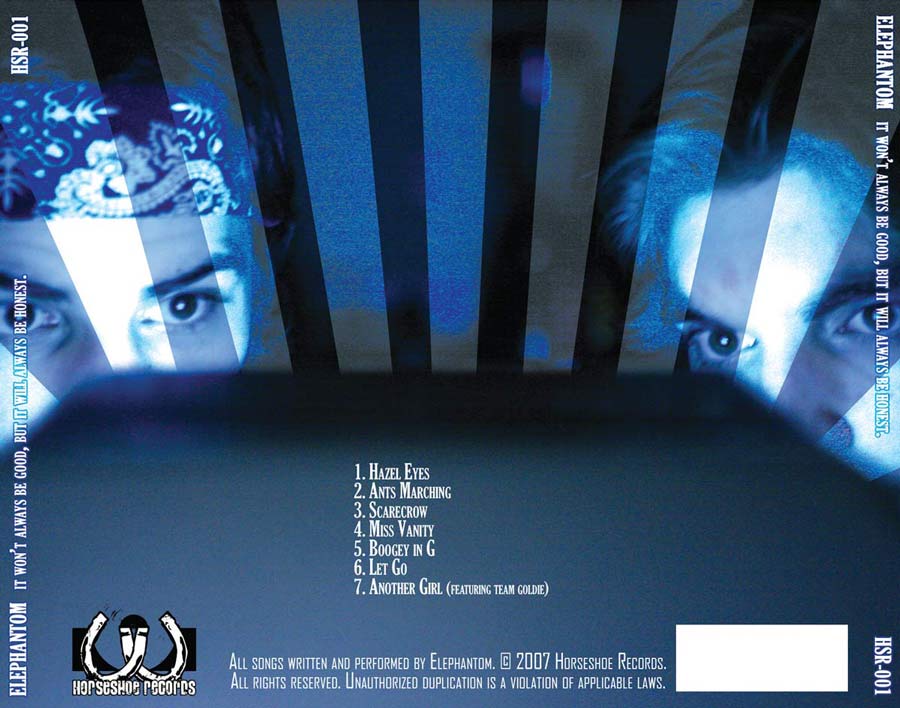 HSR-001
ELEPHANTOM IT WON'T ALWAYS BE GOOD, BUT IT WILL ALWAYS BE HONEST.
ELEPHANTOM IT WON'T ALWAYS BE GOOD, BUT IT WILL ALWAYS BE HONEST.
HSR-001
1. HAZEL EYES
2. ANTS MARCHING
3. SCARECROW
4. MISS VANITY
5. BOOGEY IN G
6. LET GO
7. ANOTHER GIRL (FEATURING TEAM GOLDIE)
HORSESHOE RECORDS
ALL SONGS WRITTEN AND PERFORMED BY ELEPHANTOM. © 2007 HORSESHOE RECORDS.
ALL RIGHTS RESERVED. UNAUTHORIZED DUPLICATION IS A VIOLATION OF APPLICABLE LAWS.